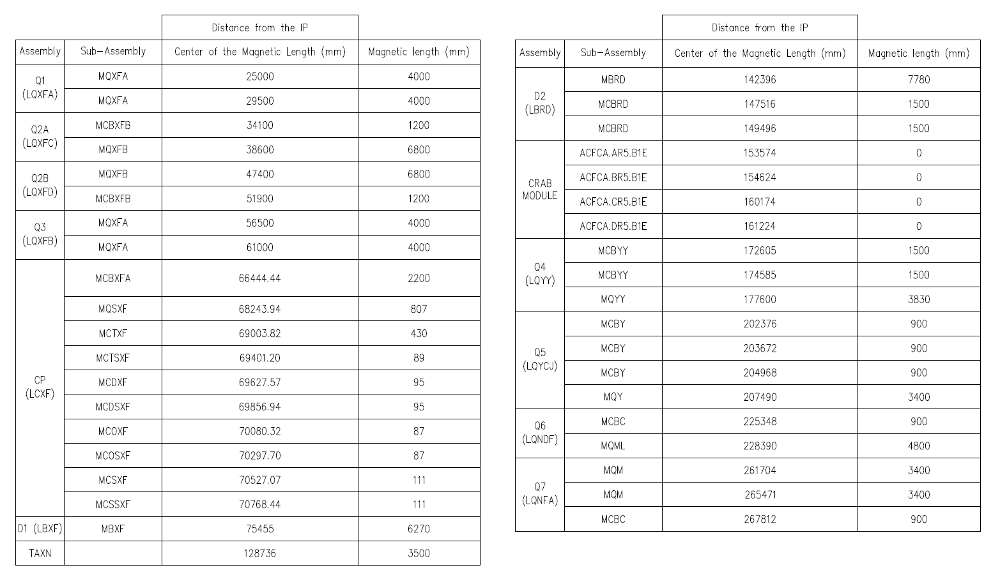 Distance from the IP
Assembly Sub-Assembly Center of the Magnetic Length (mm) Magnetic length (mm)
Q1 (LQXFA) MQXFA 25000 4000
MQXFA 29500 4000
Q2A (LQXFC) MCBXFB 34100 1200
MQXFB 38600 6800
Q2B (LQXFD) MQXFB 47400 6800
MCBXFB 51900 1200
Q3 (LQXFB) MQXFA 56500 4000
MQXFA 61000 4000
CP (LCXF) MCBXFA 66444.44 2200
MQSXF 68243.94 807
MCTXF 69003.82 430
MCTSXF 69401.20 89
MCDXF 69627.57 95
MCDSXF 69856.94 95
MCOXF 70080.32 87
MCOSXF 70297.70 87
MCSXF 70527.07 111
MCSSXF 70768.44 111
D1 (LBXF) MBXF 75455 6270
TAXN 128736 3500
Distance from the IP
Assembly Sub-Assembly Center of the Magnetic Length (mm) Magnetic length (mm)
D2 (LBRD) MBRD 142396 7780
MCBRD 147516 1500
MCBRD 149496 1500
CRAB MODULE ACFCA.AR5.B1E 153574 0
ACFCA.BR5.B1E 154624 0
ACFCA.CR5.B1E 160174 0
ACFCA.DR5.B1E 161224 0
Q4 (LQYY) MCBYY 172605 1500
MCBYY 174585 1500
MQYY 177600 3830
Q5 (LQYCJ) MCBY 202376 900
MCBY 203672 900
MCBY 204968 900
MQY 207490 3400
Q6 (LQNDF) MCBC 225348 900
MQML 228390 4800
Q7 (LQNFA) MQM 261704 3400
MQM 265471 3400
MCBC 267812 900